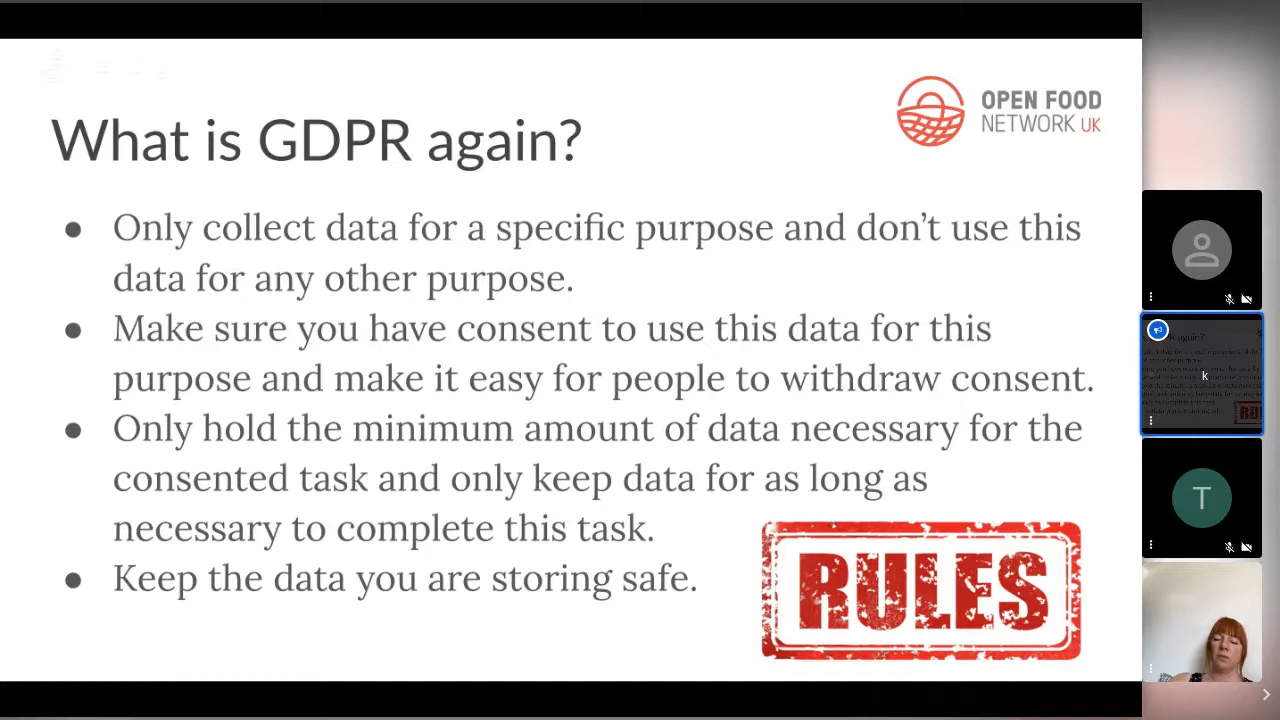 What is GDPR again?
OPEN FOOD
NETWORK UK
● Only collect data for a specific purpose and don’t use this
data for any other purpose.
● Make sure you have consent to use this data for this
purpose and make it easy for people to withdraw consent.
● Only hold the minimum amount of data necessary for the
consented task and only keep data for as long as
necessary to complete this task.
● Keep the data you are storing safe.
RULES
k
T